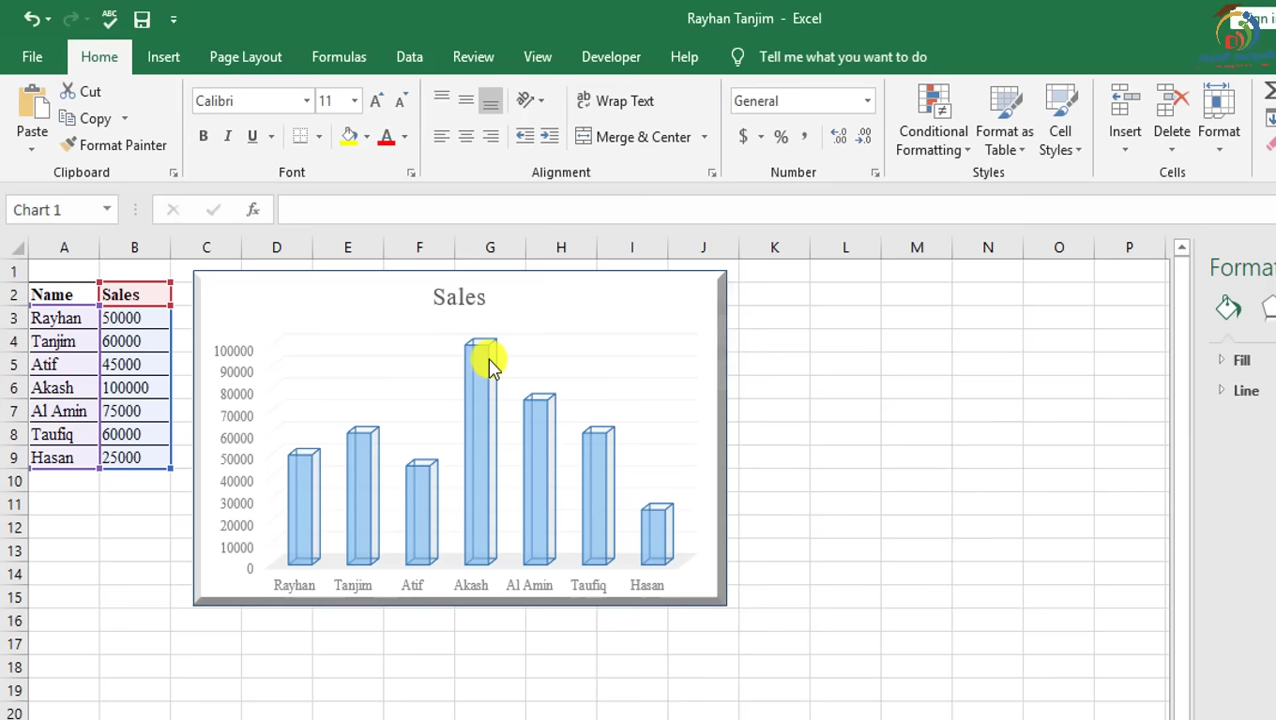 Rayhan Tanjim - Excel
Sign i
File Home Insert Page Layout Formulas Data Review View Developer Help Tell me what you want to do
Paste
Cut
Copy
Format Painter
Clipboard
Calibri 11
B I U
Font
Wrap Text
Merge & Center
Alignment
General
$ % ,
Number
Conditional Formatting
Format as Table
Cell Styles
Styles
Insert
Delete
Format
Cells
Chart 1
fx
A B C D E F G H I J K L M N O P
1
2 Name Sales
3 Rayhan 50000
4 Tanjim 60000
5 Atif 45000
6 Akash 100000
7 Al Amin 75000
8 Taufiq 60000
9 Hasan 25000
10
11
12
13
14
15
16
17
18
19
20
Sales
100000
90000
80000
70000
60000
50000
40000
30000
20000
10000
0
Rayhan Tanjim Atif Akash Al Amin Taufiq Hasan
Forma
Fill
Line